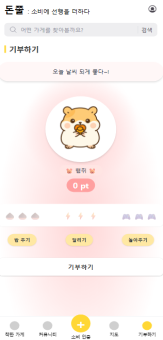 돈쭐 : 소비에 선행을 더하다
어떤 가게를 찾아볼까요? 검색
기부하기
오늘 날씨 되게 좋다~!
햄쮜
0 pt
밥 주기 달리기 놀아주기
기부하기
착한 가게 커뮤니티 소비 인증 지도 기부하기